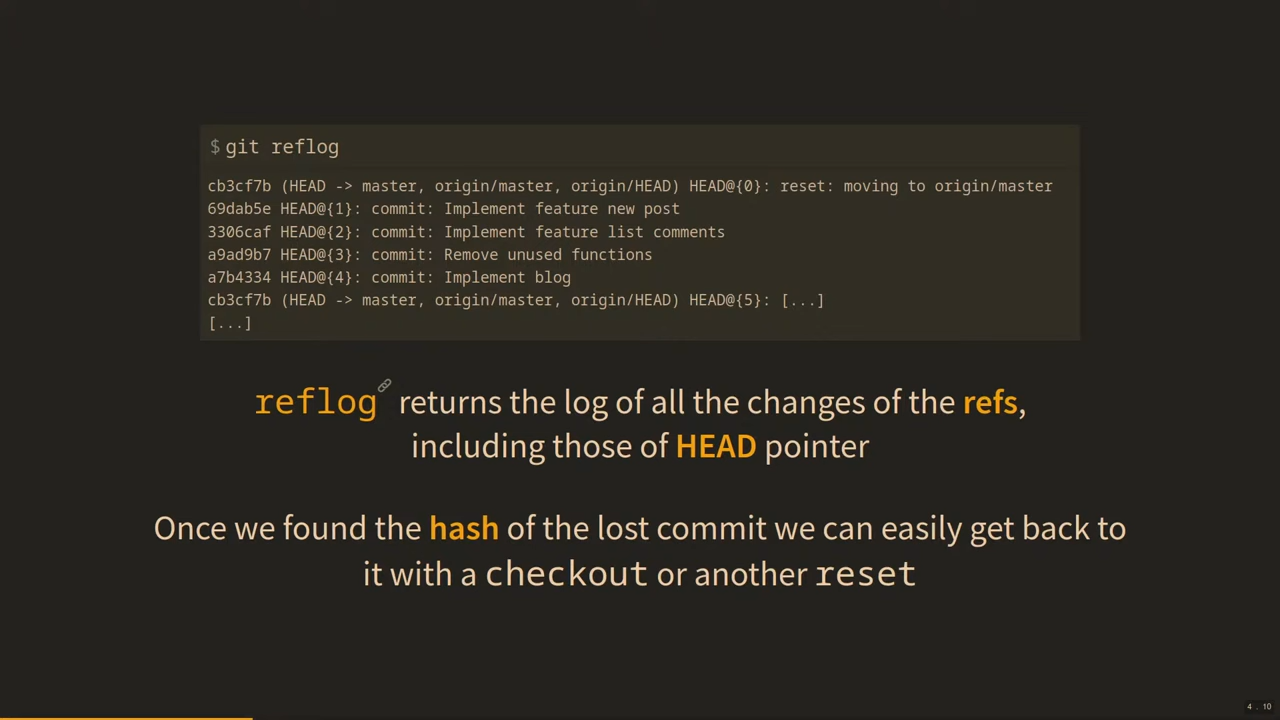 $ git reflog
cb3cf7b (HEAD -> master, origin/master, origin/HEAD) HEAD@{0}: reset: moving to origin/master
69dab5e HEAD@{1}: commit: Implement feature new post
3306caf HEAD@{2}: commit: Implement feature list comments
a9ad9b7 HEAD@{3}: commit: Remove unused functions
a7b4334 HEAD@{4}: commit: Implement blog
cb3cf7b (HEAD -> master, origin/master, origin/HEAD) HEAD@{5}: [...]
[...]
reflog returns the log of all the changes of the refs,
including those of HEAD pointer
Once we found the hash of the lost commit we can easily get back to
it with a checkout or another reset
4 . 10